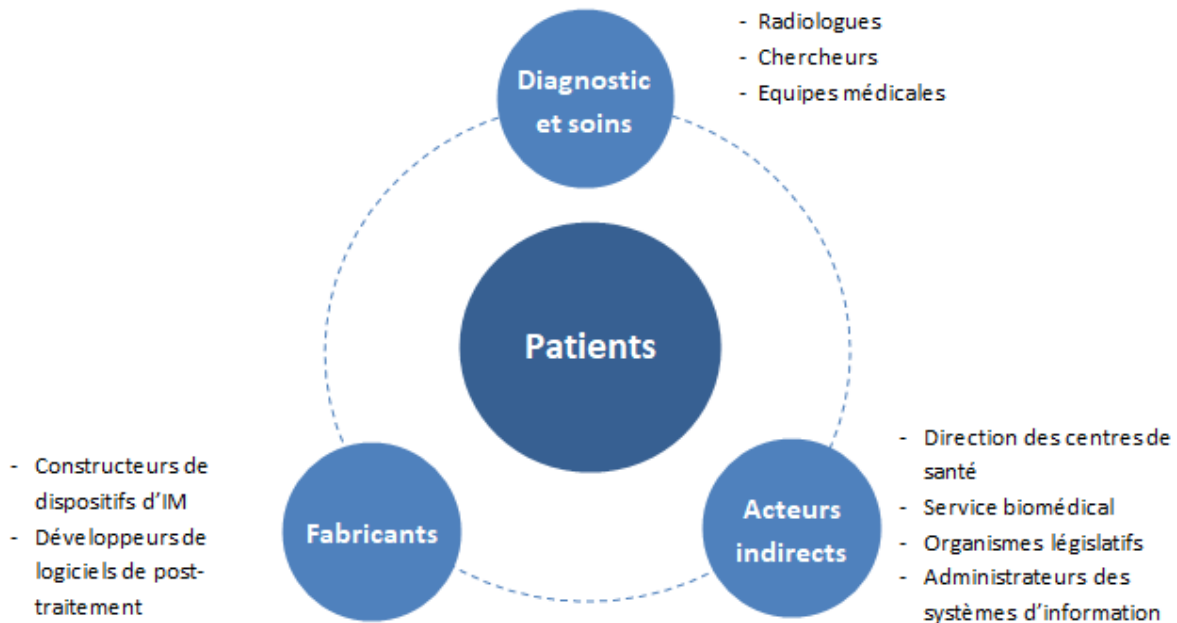 Diagnostic
et soins
- Radiologues
- Chercheurs
- Equipes médicales
Patients
Fabricants
- Constructeurs de
dispositifs d'IM
- Développeurs de
logiciels de post-
traitement
Acteurs
indirects
- Direction des centres de
santé
- Service biomédical
- Organismes législatifs
- Administrateurs des
systèmes d'information